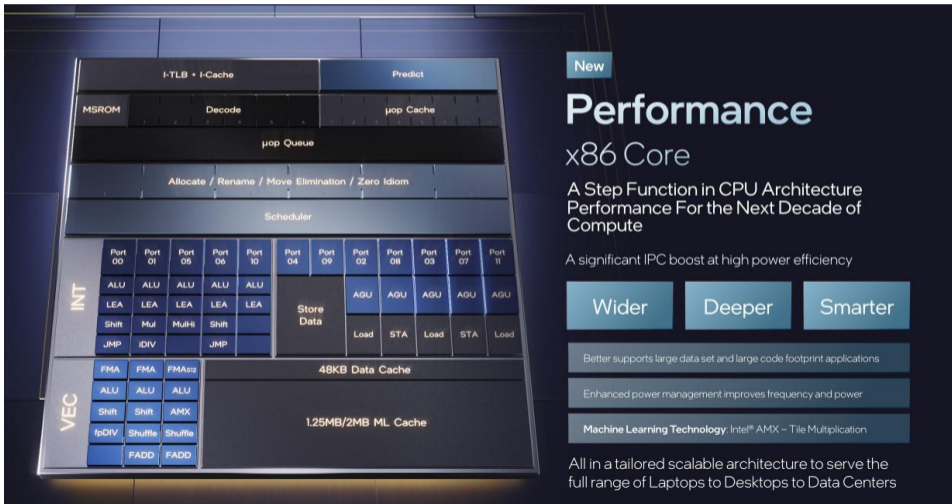 New
Performance
x86 Core
A Step Function in CPU Architecture
Performance For the Next Decade of
Compute
A significant IPC boost at high power efficiency
Wider Deeper Smarter
Better supports large data set and large code footprint applications
Enhanced power management improves frequency and power
Machine Learning Technology: Intel® AMX – Tile Multiplication
All in a tailored scalable architecture to serve the
full range of Laptops to Desktops to Data Centers
I-TLB + I-Cache Predict
MSROM Decode µop Cache
µop Queue
Allocate / Rename / Move Elimination / Zero Idiom
Scheduler
INT
Port Port Port Port Port Port Port Port Port Port Port Port
00 01 05 06 10 04 09 02 08 03 07 11
ALU ALU ALU ALU ALU
LEA LEA LEA LEA LEA
Shift Mul MulHi Shift
JMP iDIV JMP
Store
Data
AGU AGU AGU AGU AGU
Load STA Load STA Load
VEC
FMA FMA FMA512
ALU ALU ALU
Shift Shift AMX
fpDIV Shuffle Shuffle
FADD FADD
48KB Data Cache
1.25MB/2MB ML Cache